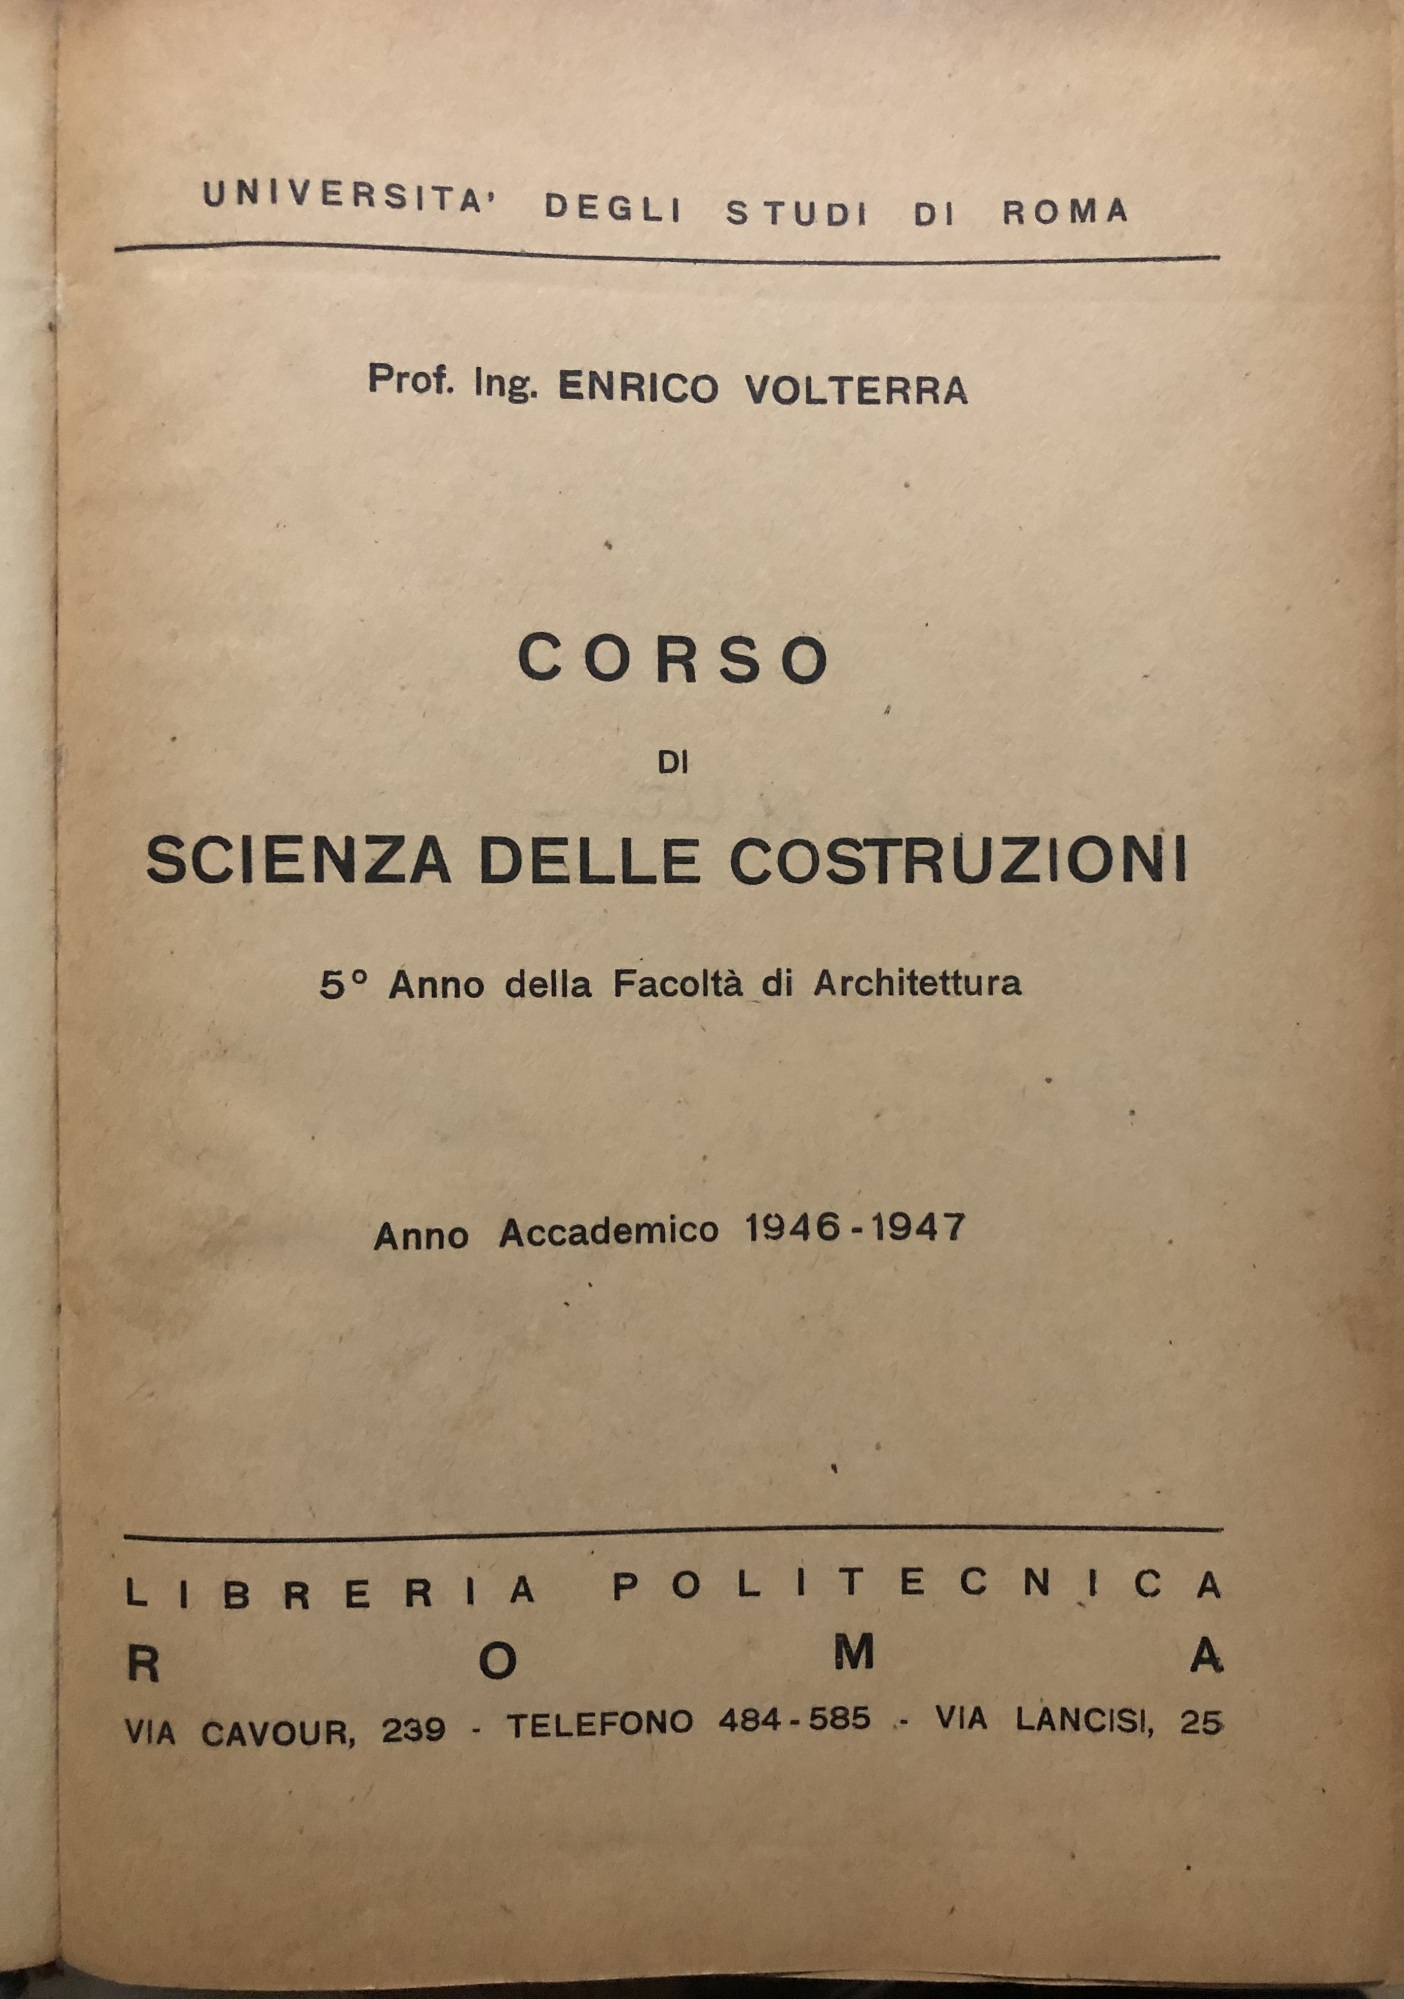 UNIVERSITA' DEGLI STUDI DI ROMA
Prof. Ing. ENRICO VOLTERRA
CORSO
DI
SCIENZA DELLE COSTRUZIONI
5° Anno della Facoltà di Architettura
Anno Accademico 1946-1947
LIBRERIA POLITECNICA
ROMA
VIA CAVOUR, 239 - TELEFONO 484-585 - VIA LANCISI, 25